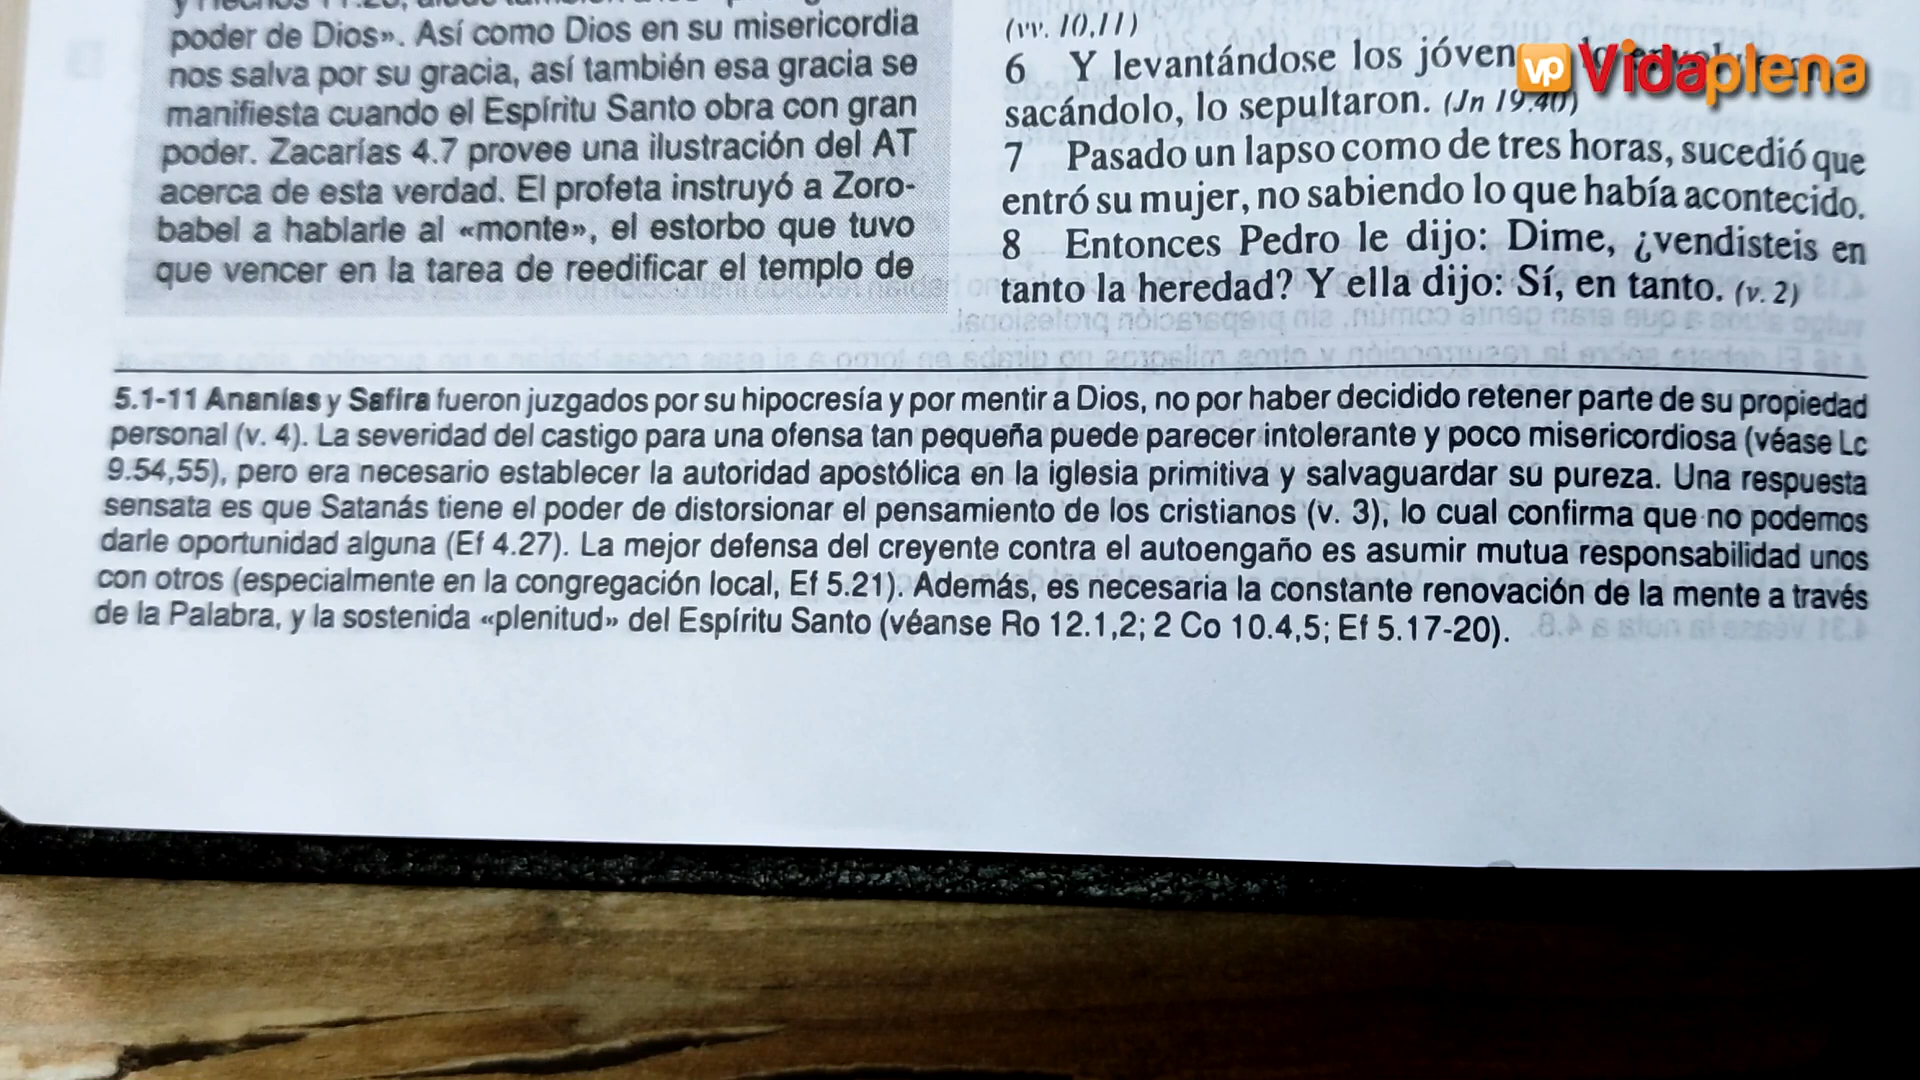 poder de Dios». Así como Dios en su misericordia
nos salva por su gracia, así también esa gracia se
manifiesta cuando el Espíritu Santo obra con gran
poder. Zacarías 4.7 provee una ilustración del AT
acerca de esta verdad. El profeta instruyó a Zoro-
babel a hablarle al «monte», el estorbo que tuvo
que vencer en la tarea de reedificar el templo de
(vv. 10,11)
6 Y levantándose los
sacándolo, lo sepultaron. (Jn 19.40)
7 Pasado un lapso como de tres horas, sucedió que
entró su mujer, no sabiendo lo que había acontecido.
8 Entonces Pedro le dijo: Dime, ¿vendisteis en
tanto la heredad? Y ella dijo: Sí, en tanto. (v. 2)
5.1-11 Ananías y Safira fueron juzgados por su hipocresía y por mentir a Dios, no por haber decidido retener parte de su propiedad
personal (v. 4). La severidad del castigo para una ofensa tan pequeña puede parecer intolerante y poco misericordiosa (véase Lc
9.54,55), pero era necesario establecer la autoridad apostólica en la iglesia primitiva y salvaguardar su pureza. Una respuesta
sensata es que Satanás tiene el poder de distorsionar el pensamiento de los cristianos (v. 3), lo cual confirma que no podemos
darle oportunidad alguna (Ef 4.27). La mejor defensa del creyente contra el autoengaño es asumir mutua responsabilidad unos
con otros (especialmente en la congregación local, Ef 5.21). Además, es necesaria la constante renovación de la mente a través
de la Palabra, y la sostenida «plenitud» del Espíritu Santo (véanse Ro 12.1,2; 2 Co 10.4,5; Ef 5.17-20).
vp Vidaplena